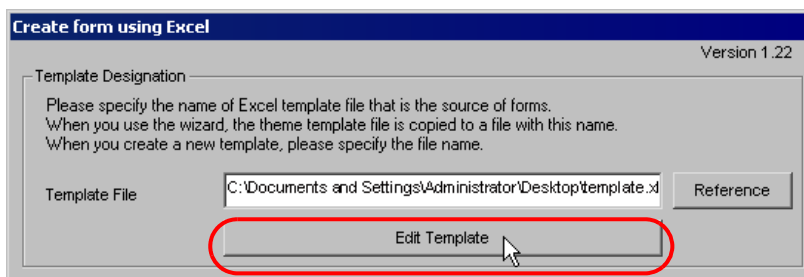 Create form using Excel
Version 1.22
Template Designation
Please specify the name of Excel template file that is the source of forms.
When you use the wizard, the theme template file is copied to a file with this name.
When you create a new template, please specify the file name.
Template File C:\Documents and Settings\Administrator\Desktop\template.xl Reference
Edit Template